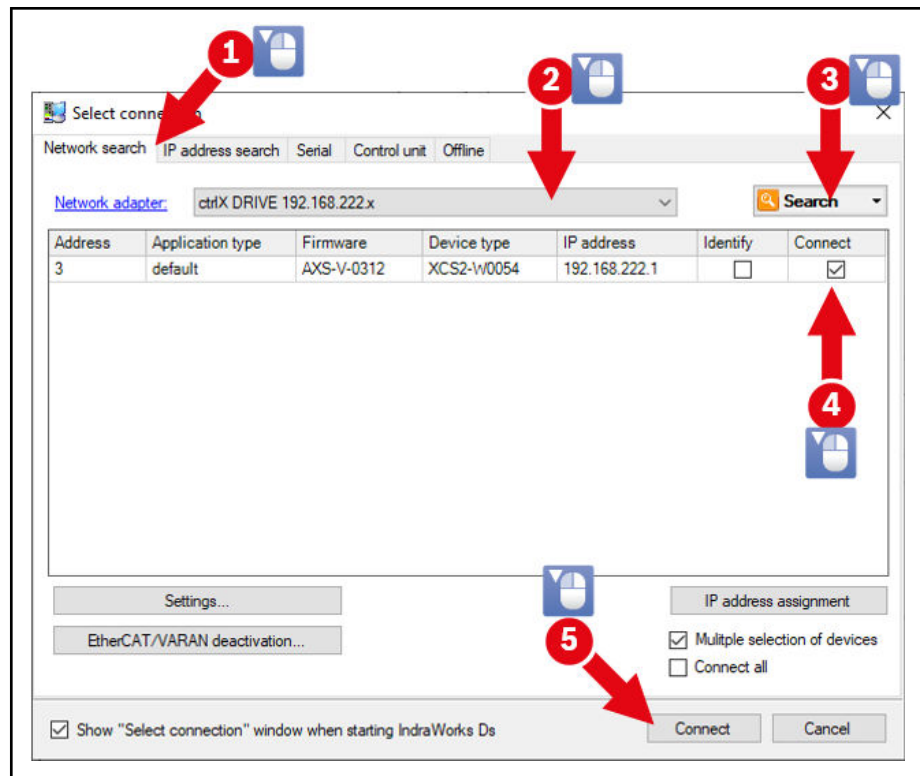 1
2
3
Select conne
Network search IP address search Serial Control unit Offline
Network adapter: ctrlX DRIVE 192.168.222.x Search
Address Application type Firmware Device type IP address Identify Connect
3 default AXS-V-0312 XCS2-W0054 192.168.222.1
4
Settings... IP address assignment
5
EtherCAT/VARAN deactivation... Mulitple selection of devices
Connect all
Show "Select connection" window when starting IndraWorks Ds Connect Cancel